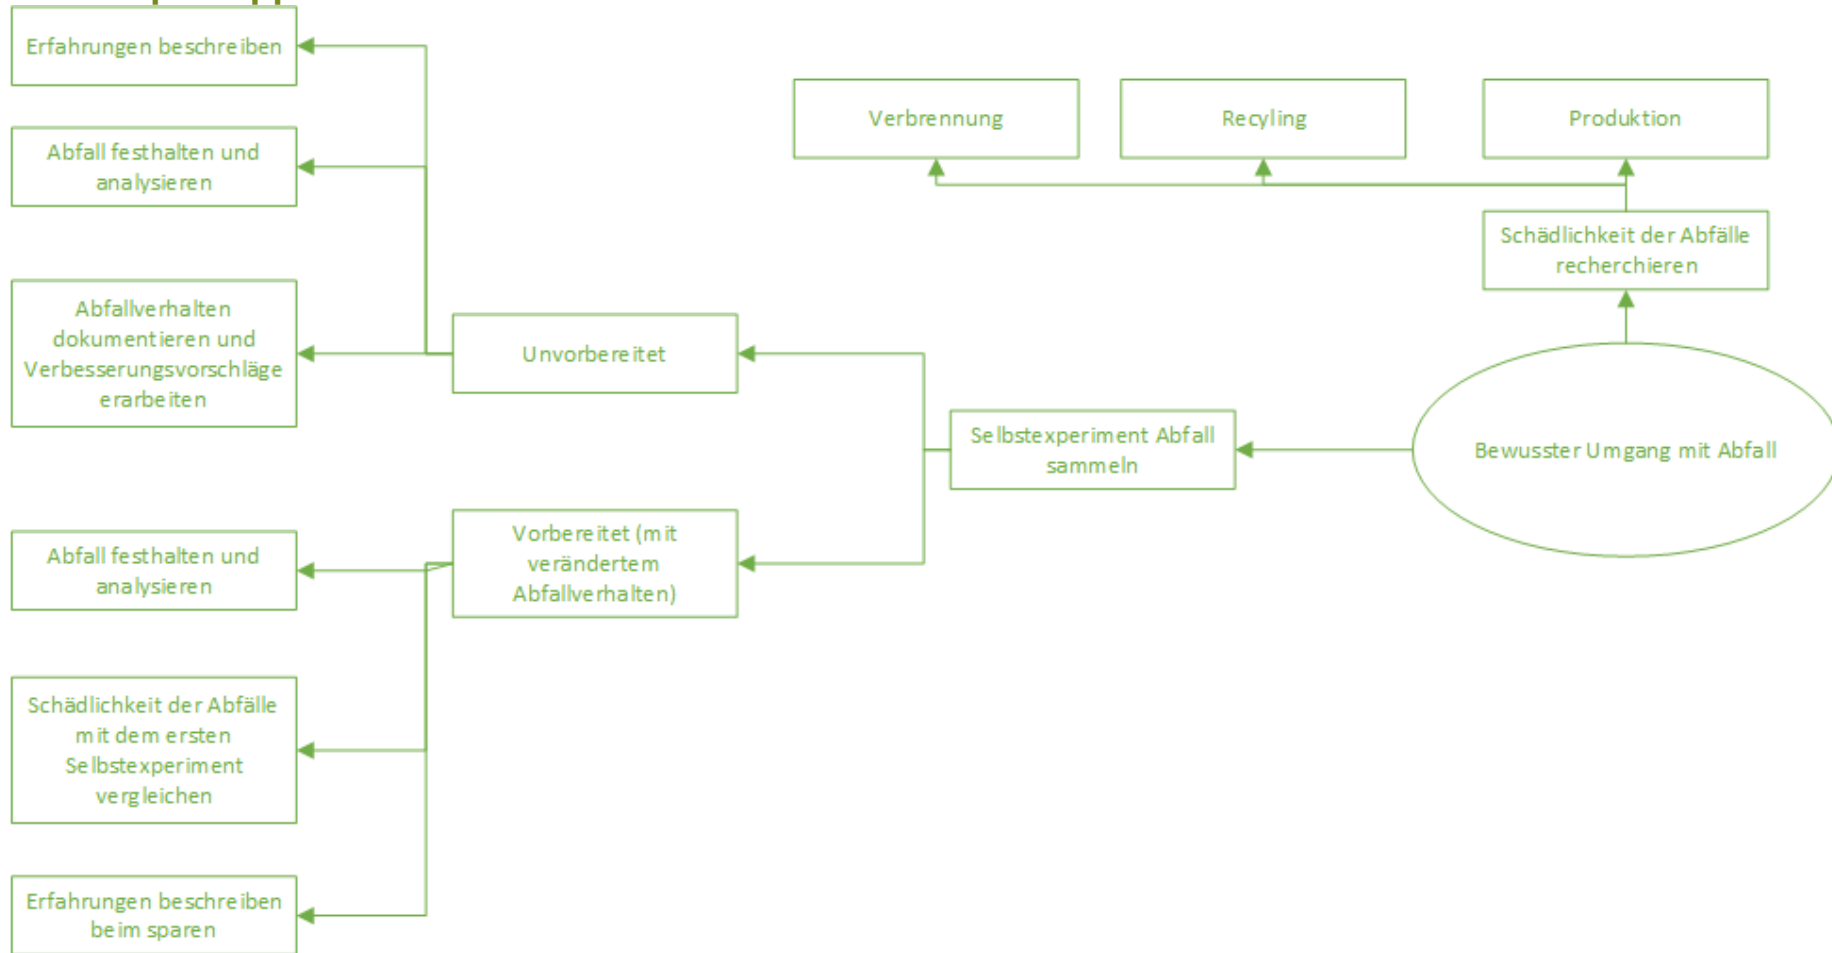 Erfahrungen beschreiben
Abfall festhalten und
analysieren
Abfallverhalten
dokumentieren und
Verbesserungsvorschläge
erarbeiten
Abfall festhalten und
analysieren
Schädlichkeit der Abfälle
mit dem ersten
Selbstexperiment
vergleichen
Erfahrungen beschreiben
beim sparen
Unvorbereitet
Vorbereitet (mit
verändertem
Abfallverhalten)
Selbstexperiment Abfall
sammeln
Verbrennung
Recyling
Produktion
Schädlichkeit der Abfälle
recherchieren
Bewusster Umgang mit Abfall